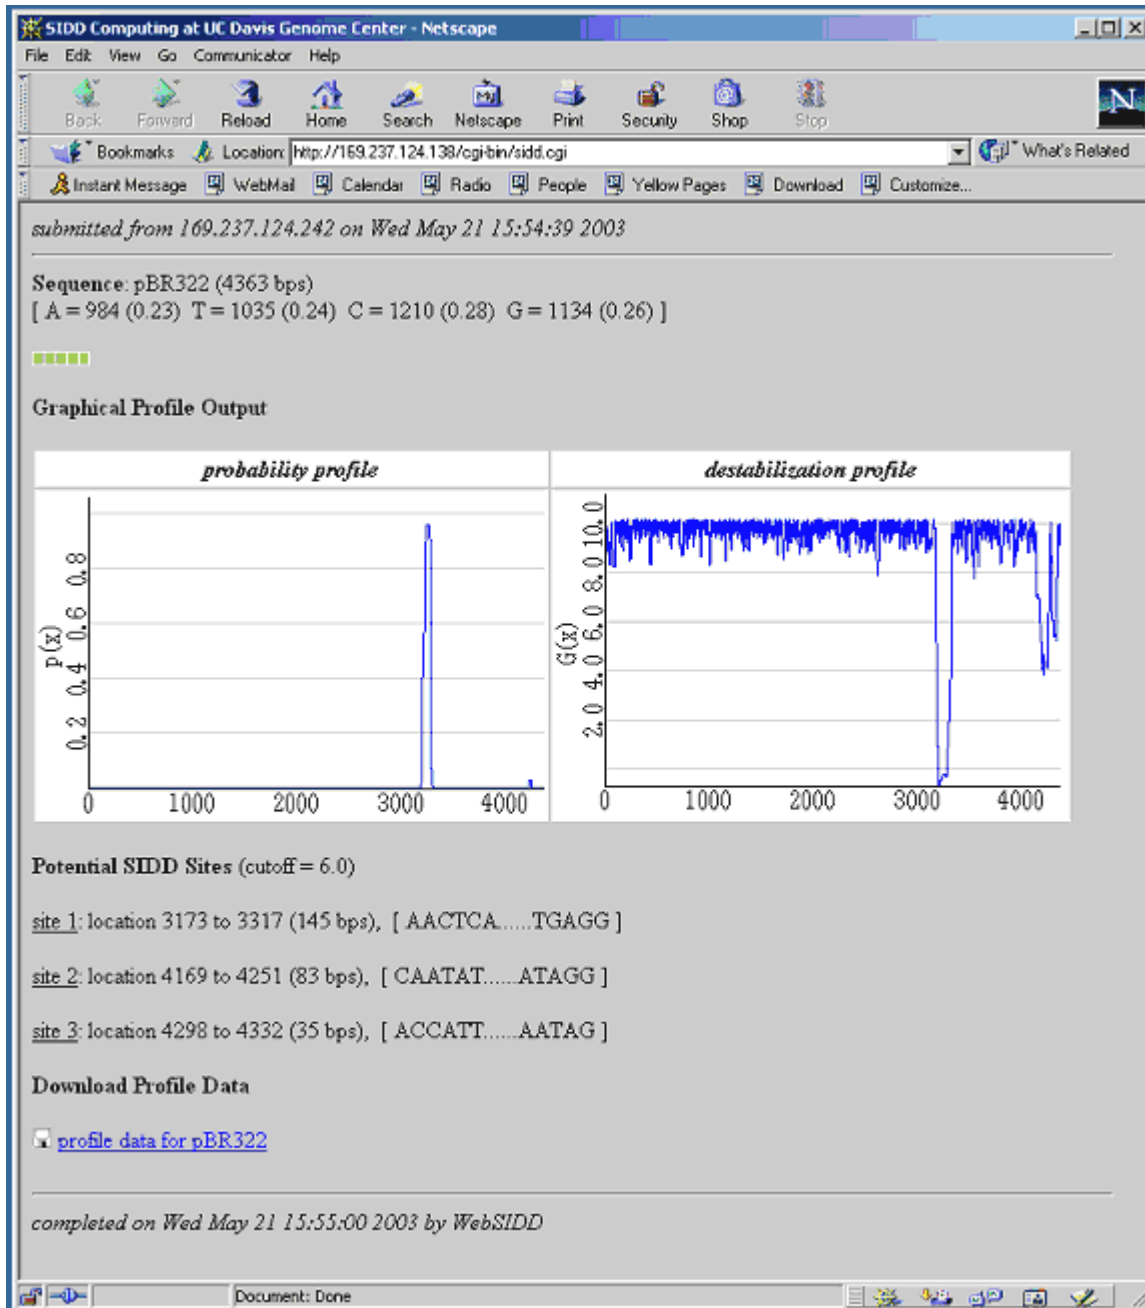 SIDD Computing at UC Davis Genome Center - Netscape
File Edit View Go Communicator Help
Back Forward Reload Home Search Netscape Print Security Shop Stop
Bookmarks Location: http://169.237.124.138/cgi-bin/sidd.cgi What's Related
Instant Message WebMail Calendar Radio People Yellow Pages Download Customize...
submitted from 169.237.124.242 on Wed May 21 15:54:39 2003
Sequence: pBR322 (4363 bps)
[ A = 984 (0.23) T = 1035 (0.24) C = 1210 (0.28) G = 1134 (0.26) ]
Graphical Profile Output
probability profile
p(x)
0.2 0.4 0.6 0.8
0 1000 2000 3000 4000
destabilization profile
G(x)
2.0 4.0 6.0 8.0 10.0
0 1000 2000 3000 4000
Potential SIDD Sites (cutoff = 6.0)
site 1: location 3173 to 3317 (145 bps), [ AACTCA......TGAGG ]
site 2: location 4169 to 4251 (83 bps), [ CAATAT......ATAGG ]
site 3: location 4298 to 4332 (35 bps), [ ACCATT......AATAG ]
Download Profile Data
profile data for pBR322
completed on Wed May 21 15:55:00 2003 by WebSIDD
Document: Done